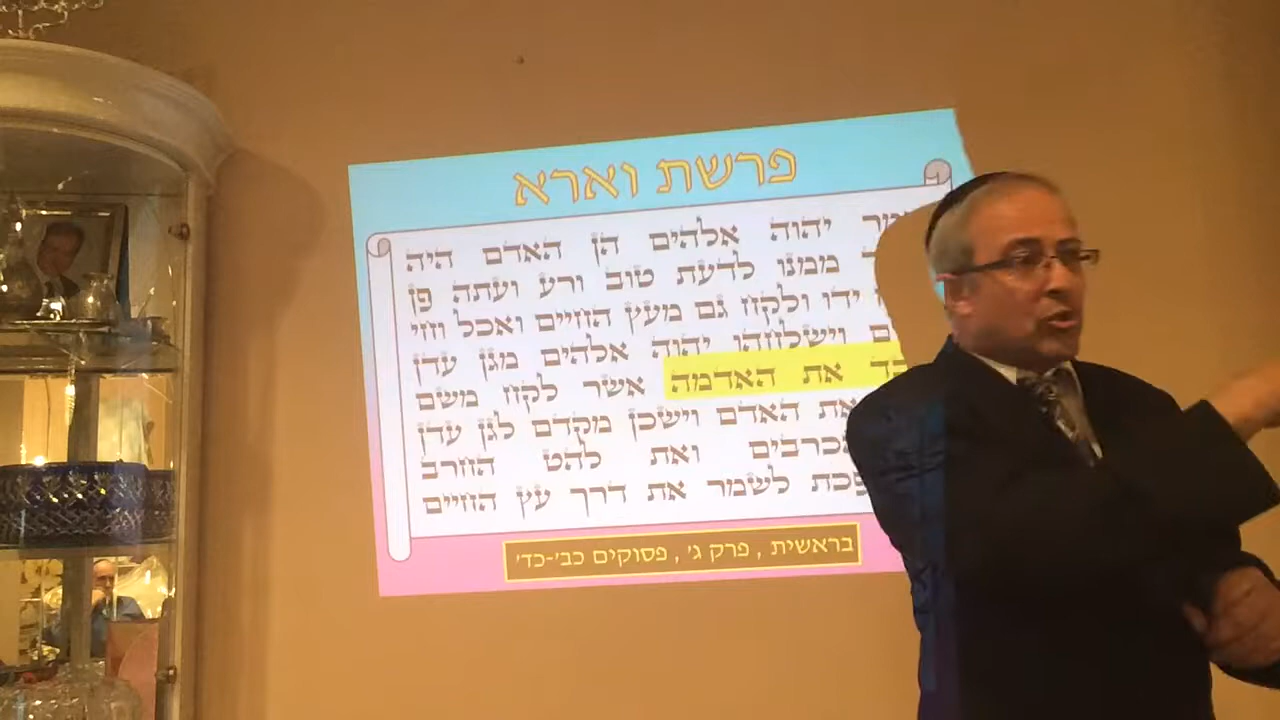 פרשת וארא
יהוה אלהים הן האדם היה
ממנו לדעת טוב ורע ועתה פן
ידו ולקח גם מעץ החיים ואכל וחי
וישלחהו יהוה אלהים מגן עדן
את האדמה אשר לקח משם
את האדם וישכן מקדם לגן עדן
הכרבים ואת להט החרב
לשמר את דרך עץ החיים
בראשית , פרק ג' , פסוקים כב'-כד'